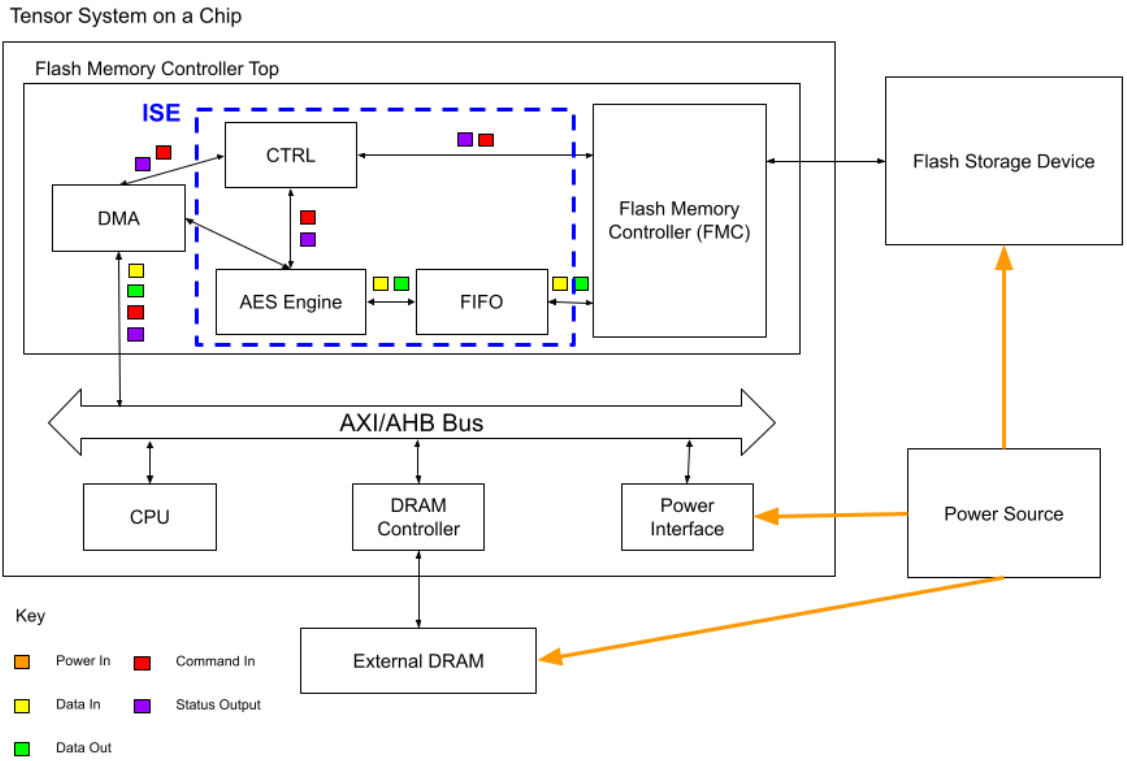 Tensor System on a Chip
Flash Memory Controller Top
ISE
CTRL
DMA
Flash Memory
Controller (FMC)
Flash Storage Device
AES Engine
FIFO
AXI/AHB Bus
CPU
DRAM
Controller
Power
Interface
Power Source
External DRAM
Key
Power In
Command In
Data In
Status Output
Data Out